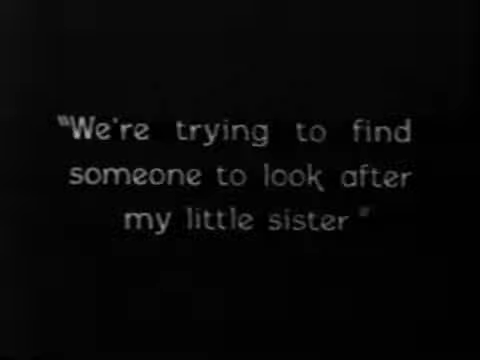 "We're trying to find
someone to look after
my little sister"